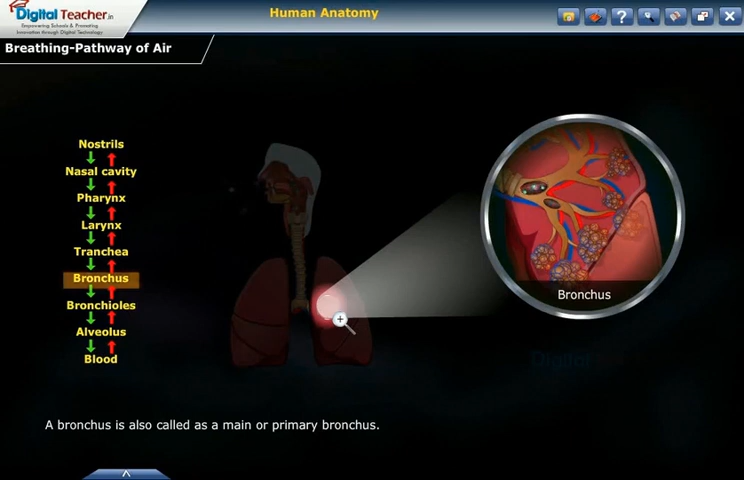 Digital Teacher.in
Empowering Schools & Promoting
Innovation through Digital Technology
Human Anatomy
Breathing-Pathway of Air
Nostrils
Nasal cavity
Pharynx
Larynx
Tranchea
Bronchus
Bronchioles
Alveolus
Blood
Bronchus
Digital
A bronchus is also called as a main or primary bronchus.